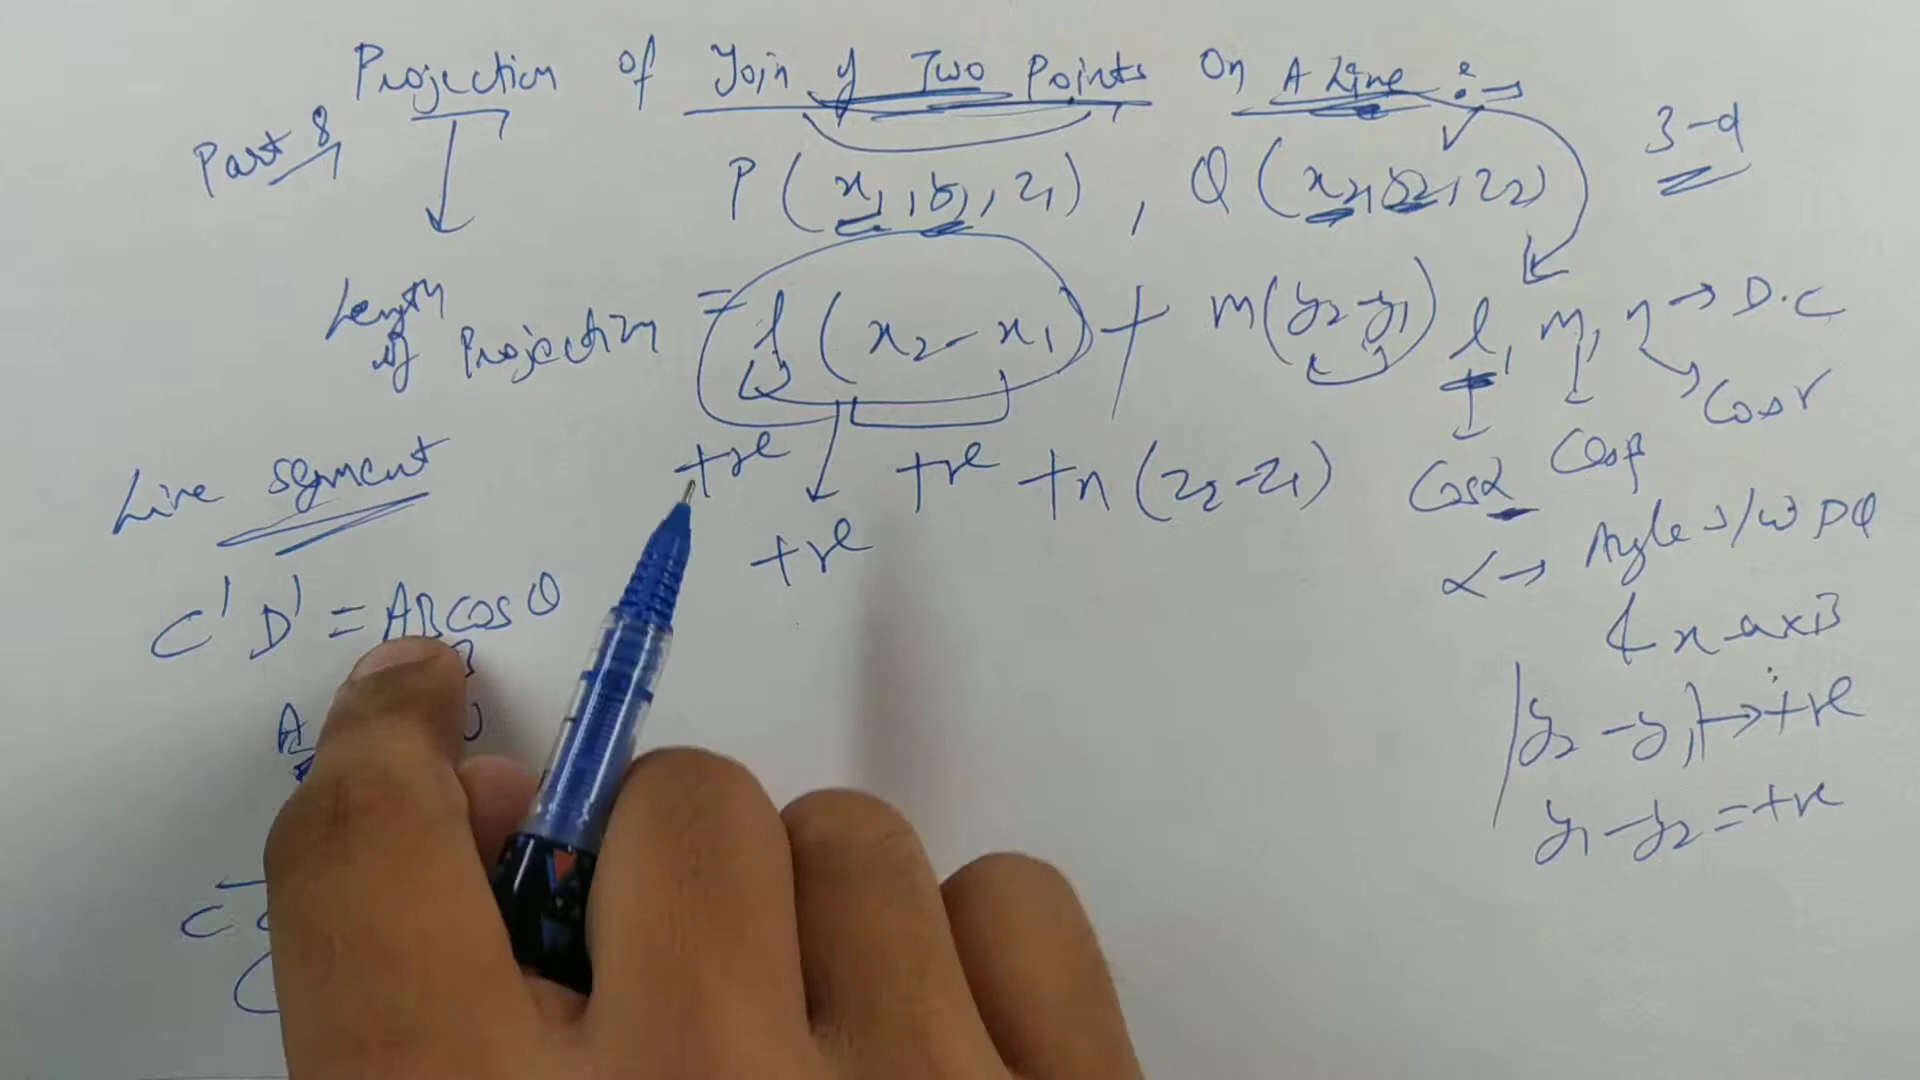 Projection of Join of Two Points On A Line :→
Part 8
3-d
P (x₁, y₁, z₁) , Q (x₂, y₂, z₂)
Length of Projection = l (x₂ - x₁) + m(y₂ - y₁)
l, m, n → D.C
+ve +ve + n (z₂ - z₁)
Cosα Cosβ Cosγ
+ve
Line segment
α → Angle b/w PQ
& x-axis
C' D' = AB cos θ
|y₂ - y₁| → +ve
y₁ - y₂ = +ve
A
C